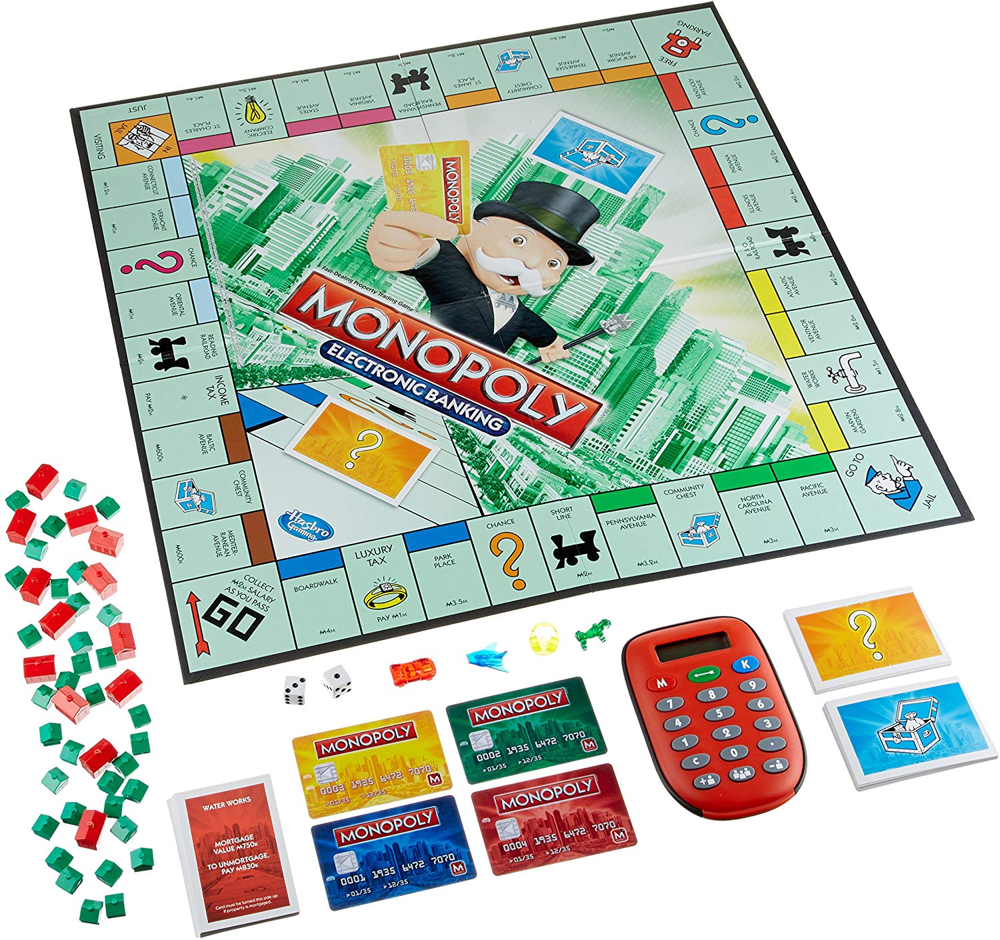 FREE
PARKING
KENTUCKY
AVENUE
₩2.2M
CHANCE
INDIANA
AVENUE
₩2.2M
ILLINOIS
AVENUE
₩2.4M
B & O
RAILROAD
₩2M
ATLANTIC
AVENUE
₩2.6M
VENTNOR
AVENUE
₩2.6M
WATER
WORKS
₩1.5M
MARVIN
GARDENS
₩2.8M
GO TO
JAIL
PACIFIC
AVENUE
₩3M
NORTH
CAROLINA
AVENUE
₩3M
COMMUNITY
CHEST
PENNSYLVANIA
AVENUE
₩3.2M
SHORT
LINE
₩2M
CHANCE
PARK
PLACE
₩3.5M
LUXURY
TAX
PAY ₩1M
BOARDWALK
₩4M
COLLECT
₩2M SALARY
AS YOU PASS
GO
MEDITER-
RANEAN
AVENUE
₩600K
COMMUNITY
CHEST
BALTIC
AVENUE
₩600K
INCOME
TAX
PAY ₩2M
READING
RAILROAD
₩2M
ORIENTAL
AVENUE
₩1M
CHANCE
VERMONT
AVENUE
₩1M
CONNECTICUT
AVENUE
₩1.2M
JUST
VISITING
IN
JAIL
ST. CHARLES
PLACE
₩1.4M
ELECTRIC
COMPANY
₩1.5M
STATES
AVENUE
₩1.4M
VIRGINIA
AVENUE
₩1.6M
PENNSYLVANIA
RAILROAD
₩2M
ST. JAMES
PLACE
₩1.8M
COMMUNITY
CHEST
TENNESSEE
AVENUE
₩1.8M
NEW YORK
AVENUE
₩2M
MONOPOLY
0003 1935 6472
Fast-Dealing Property Trading Game
MONOPOLY
BRAND
ELECTRONIC BANKING
?
Hasbro
Gaming
MONOPOLY
0003 1935 6472 7070
>01/35 >12/35
M
MONOPOLY
0002 1935 6472 7070
>01/35 >12/35
M
MONOPOLY
0001 1935 6472 7070
>01/35 >12/35
M
MONOPOLY
0004 1935 6472 7070
>01/35 >12/35
M
M K
7 8 9
4 5 6
1 2 3
C 0 .
+ -
?
WATER WORKS
MORTGAGE
VALUE ₩750K
TO UNMORTGAGE,
PAY ₩830K
Card must be turned this side up
if property is mortgaged.